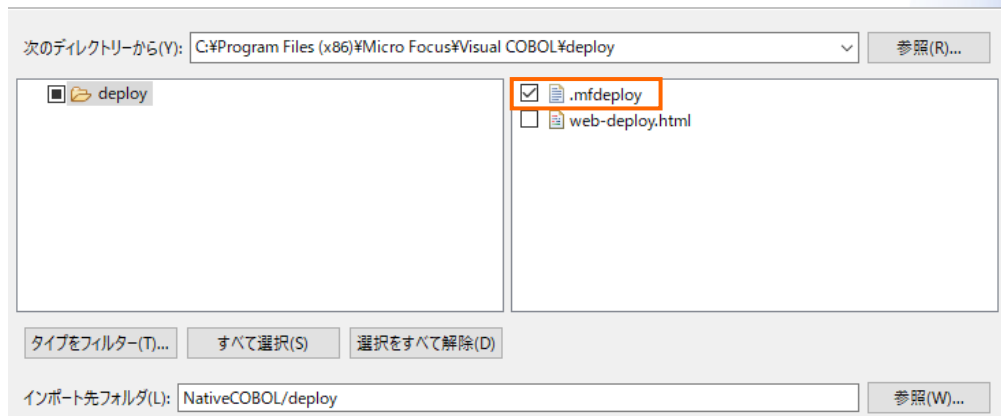 次のディレクトリーから(Y): C:¥Program Files (x86)¥Micro Focus¥Visual COBOL¥deploy 参照(R)...
deploy
.mfdeploy
web-deploy.html
タイプをフィルター(T)... すべて選択(S) 選択をすべて解除(D)
インポート先フォルダ(L): NativeCOBOL/deploy 参照(W)...